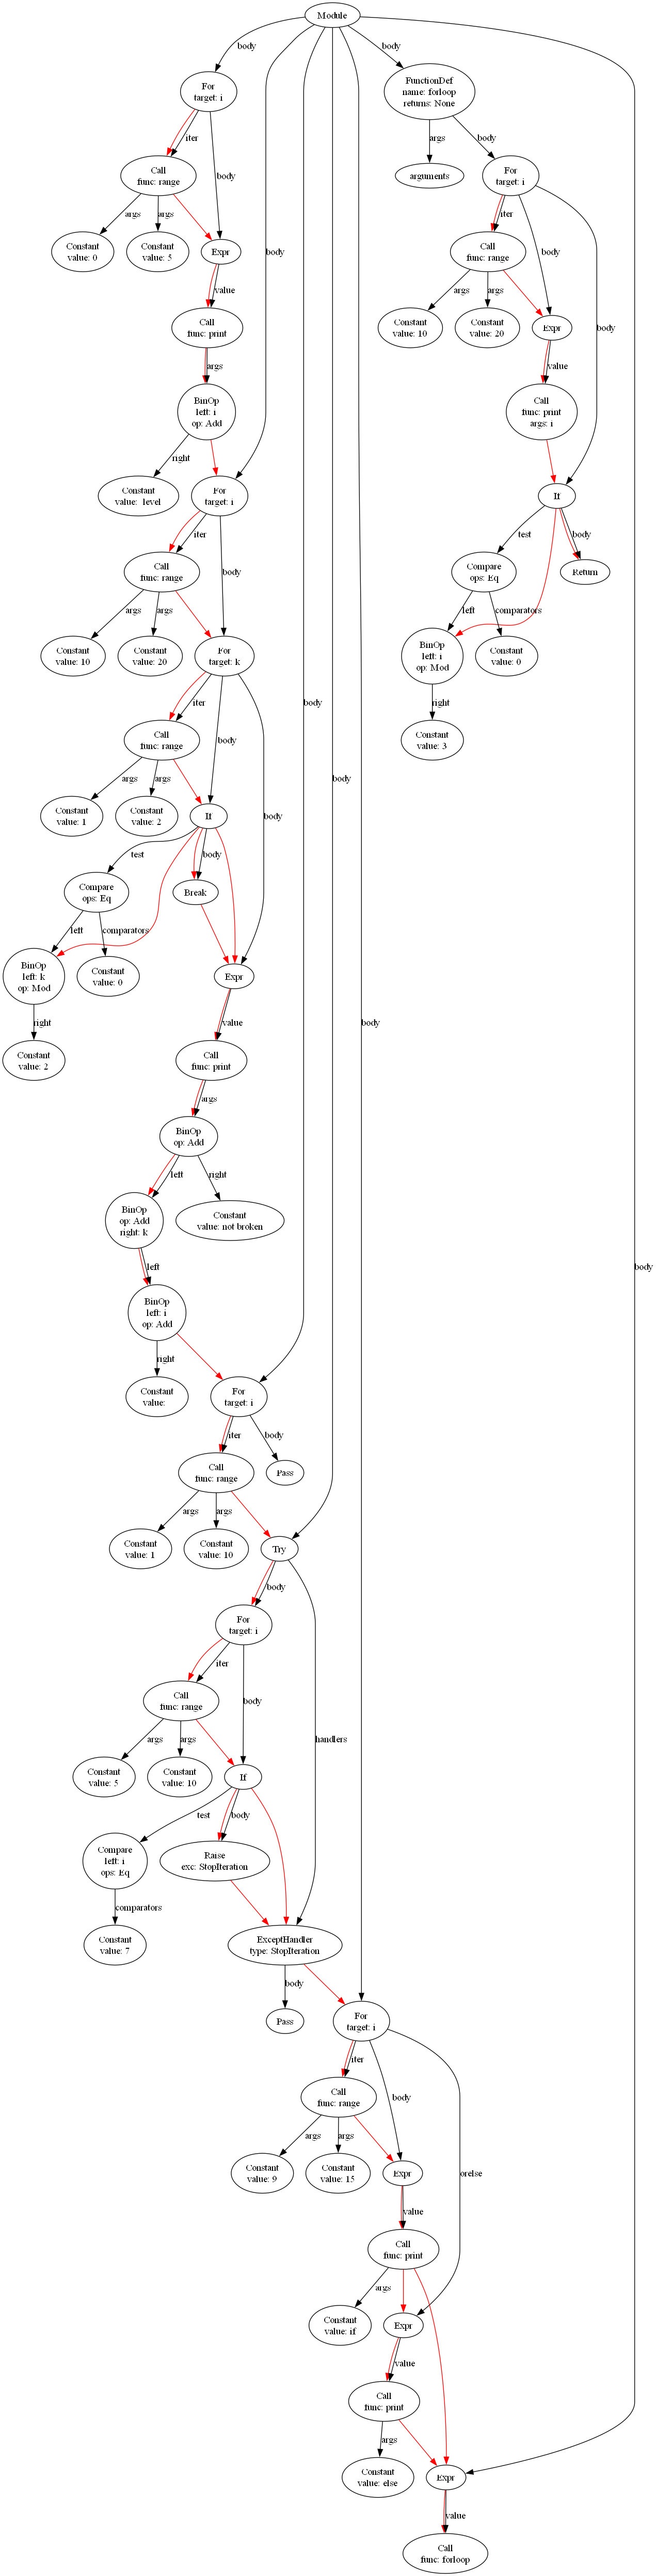 Module
body
body
For
target: i
FunctionDef
name: forloop
returns: None
iter
args
body
Call
func: range
body
arguments
For
target: i
args
args
iter
body
Constant
value: 0
Constant
value: 5
Expr
body
Call
func: range
body
value
args
args
Call
func: print
Constant
value: 10
Constant
value: 20
Expr
body
args
value
BinOp
left: i
op: Add
Call
func: print
args: i
right
Constant
value: level
For
target: i
If
iter
test
body
Call
func: range
body
Compare
ops: Eq
Return
args
args
left
comparators
Constant
value: 10
Constant
value: 20
For
target: k
BinOp
left: i
op: Mod
Constant
value: 0
iter
body
right
body
Call
func: range
body
Constant
value: 3
args
args
body
Constant
value: 1
Constant
value: 2
If
body
test
body
Compare
ops: Eq
Break
left
comparators
BinOp
left: k
op: Mod
Constant
value: 0
Expr
right
value
body
Constant
value: 2
Call
func: print
args
BinOp
op: Add
left
right
BinOp
op: Add
right: k
Constant
value: not broken
left
body
BinOp
left: i
op: Add
right
Constant
value:
For
target: i
iter
body
Call
func: range
Pass
args
args
Constant
value: 1
Constant
value: 10
Try
body
For
target: i
iter
body
handlers
Call
func: range
args
args
Constant
value: 5
Constant
value: 10
If
test
body
Compare
left: i
ops: Eq
Raise
exc: StopIteration
comparators
Constant
value: 7
ExceptHandler
type: StopIteration
body
Pass
For
target: i
iter
body
Call
func: range
args
args
orelse
Constant
value: 9
Constant
value: 15
Expr
value
Call
func: print
args
Constant
value: if
Expr
value
Call
func: print
args
Constant
value: else
Expr
value
Call
func: forloop